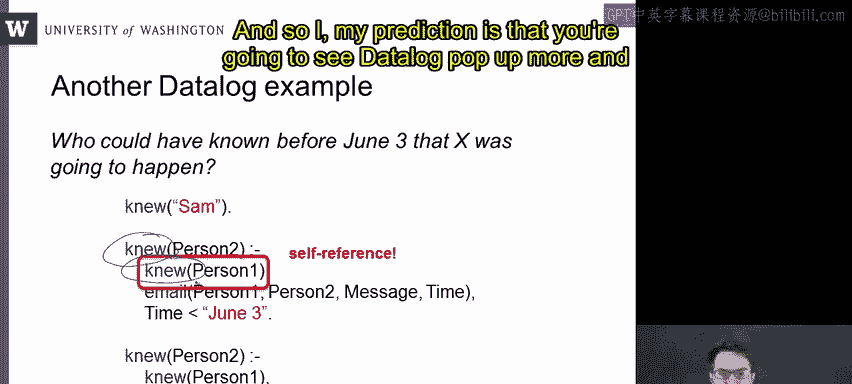 GPT中英字幕课程资源@bilibili.com
And so I, my prediction is that you're
W UNIVERSITY of WASHINGTON
going to see Datalog pop up more and
Another Datalog example
Who could have known before June 3 that X was
going to happen?
knew(“Sam”).
knew(Person2) :-
self-reference!
knew(Person1)
email(Person1, Person2, Message, Time),
Time < “June 3”.
knew(Person2) :-
knew(Person1),